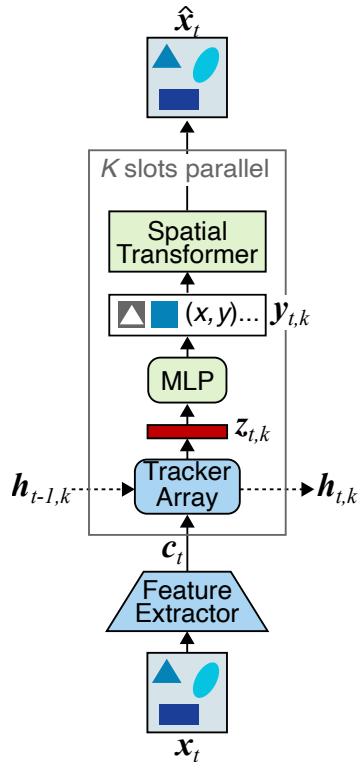 x̂t
K slots parallel
Spatial
Transformer
(x, y)... yt,k
MLP
zt,k
ht-1,k Tracker Array ht,k
ct
Feature
Extractor
xt